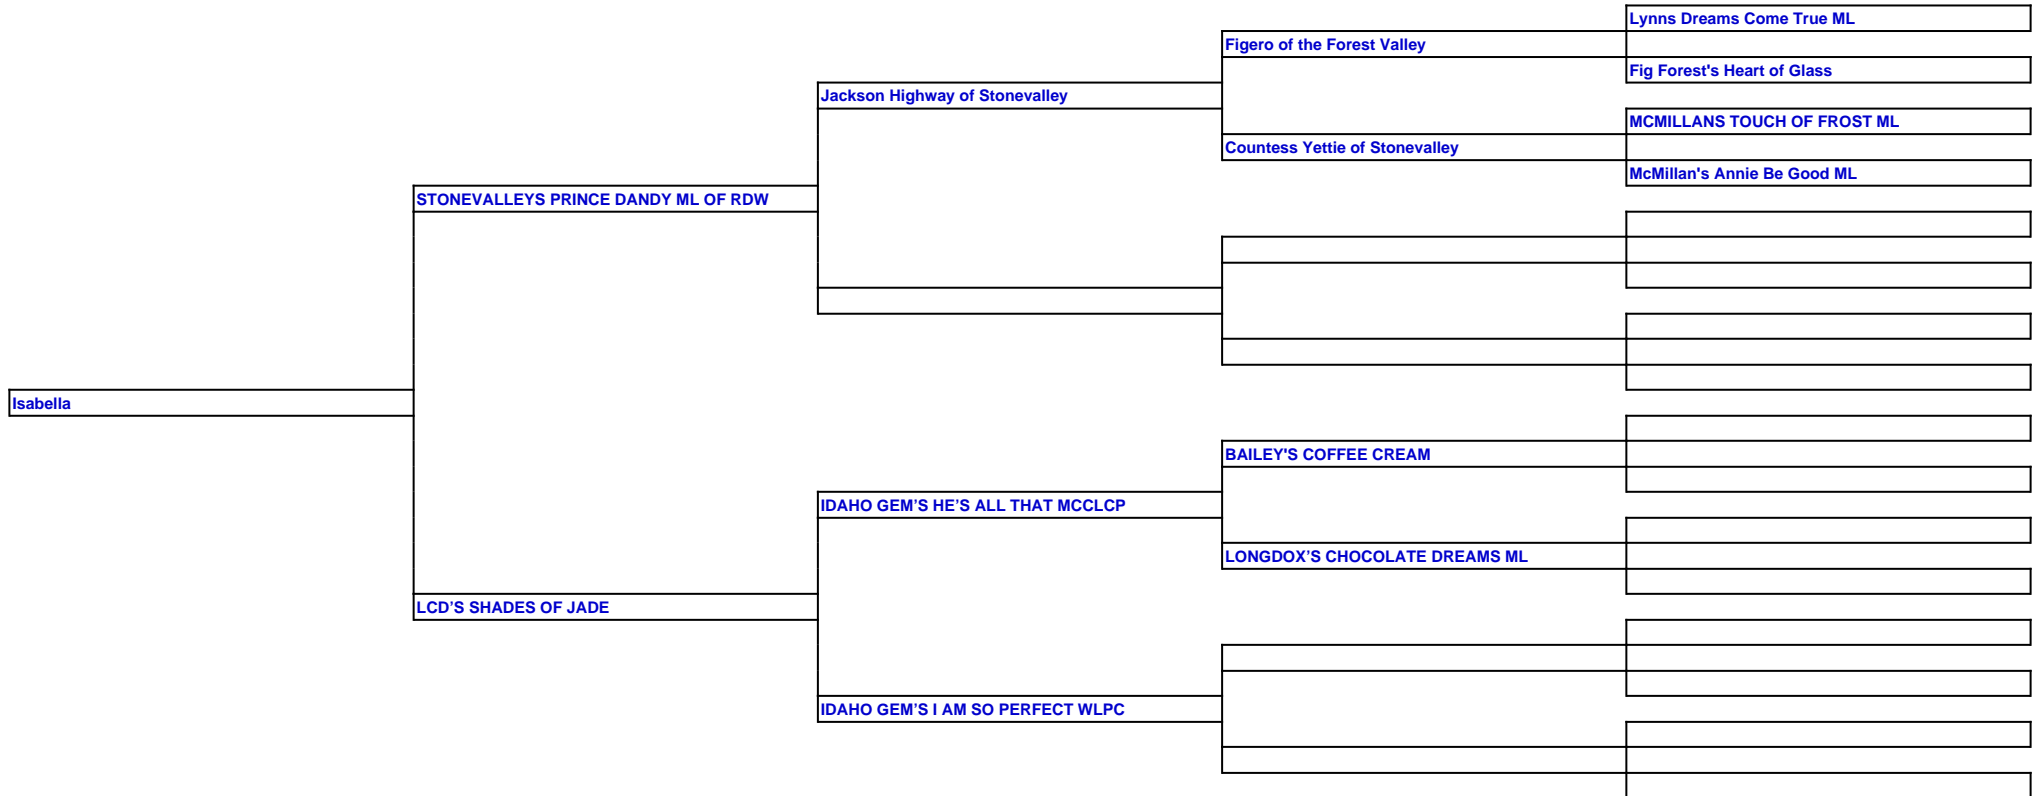 Lynns Dreams Come True ML
Figero of the Forest Valley
Fig Forest's Heart of Glass
Jackson Highway of Stonevalley
MCMILLANS TOUCH OF FROST ML
Countess Yettie of Stonevalley
McMillan's Annie Be Good ML
STONEVALLEYS PRINCE DANDY ML OF RDW
Isabella
BAILEY'S COFFEE CREAM
IDAHO GEM’S HE’S ALL THAT MCCLCP
LONGDOX’S CHOCOLATE DREAMS ML
LCD’S SHADES OF JADE
IDAHO GEM’S I AM SO PERFECT WLPC